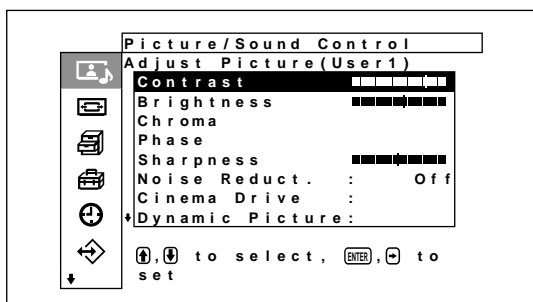 Picture/Sound Control
Adjust Picture(User1)
Contrast
Brightness
Chroma
Phase
Sharpness
Noise Reduct. : Off
Cinema Drive :
Dynamic Picture:
, to select, ENTER, to
set